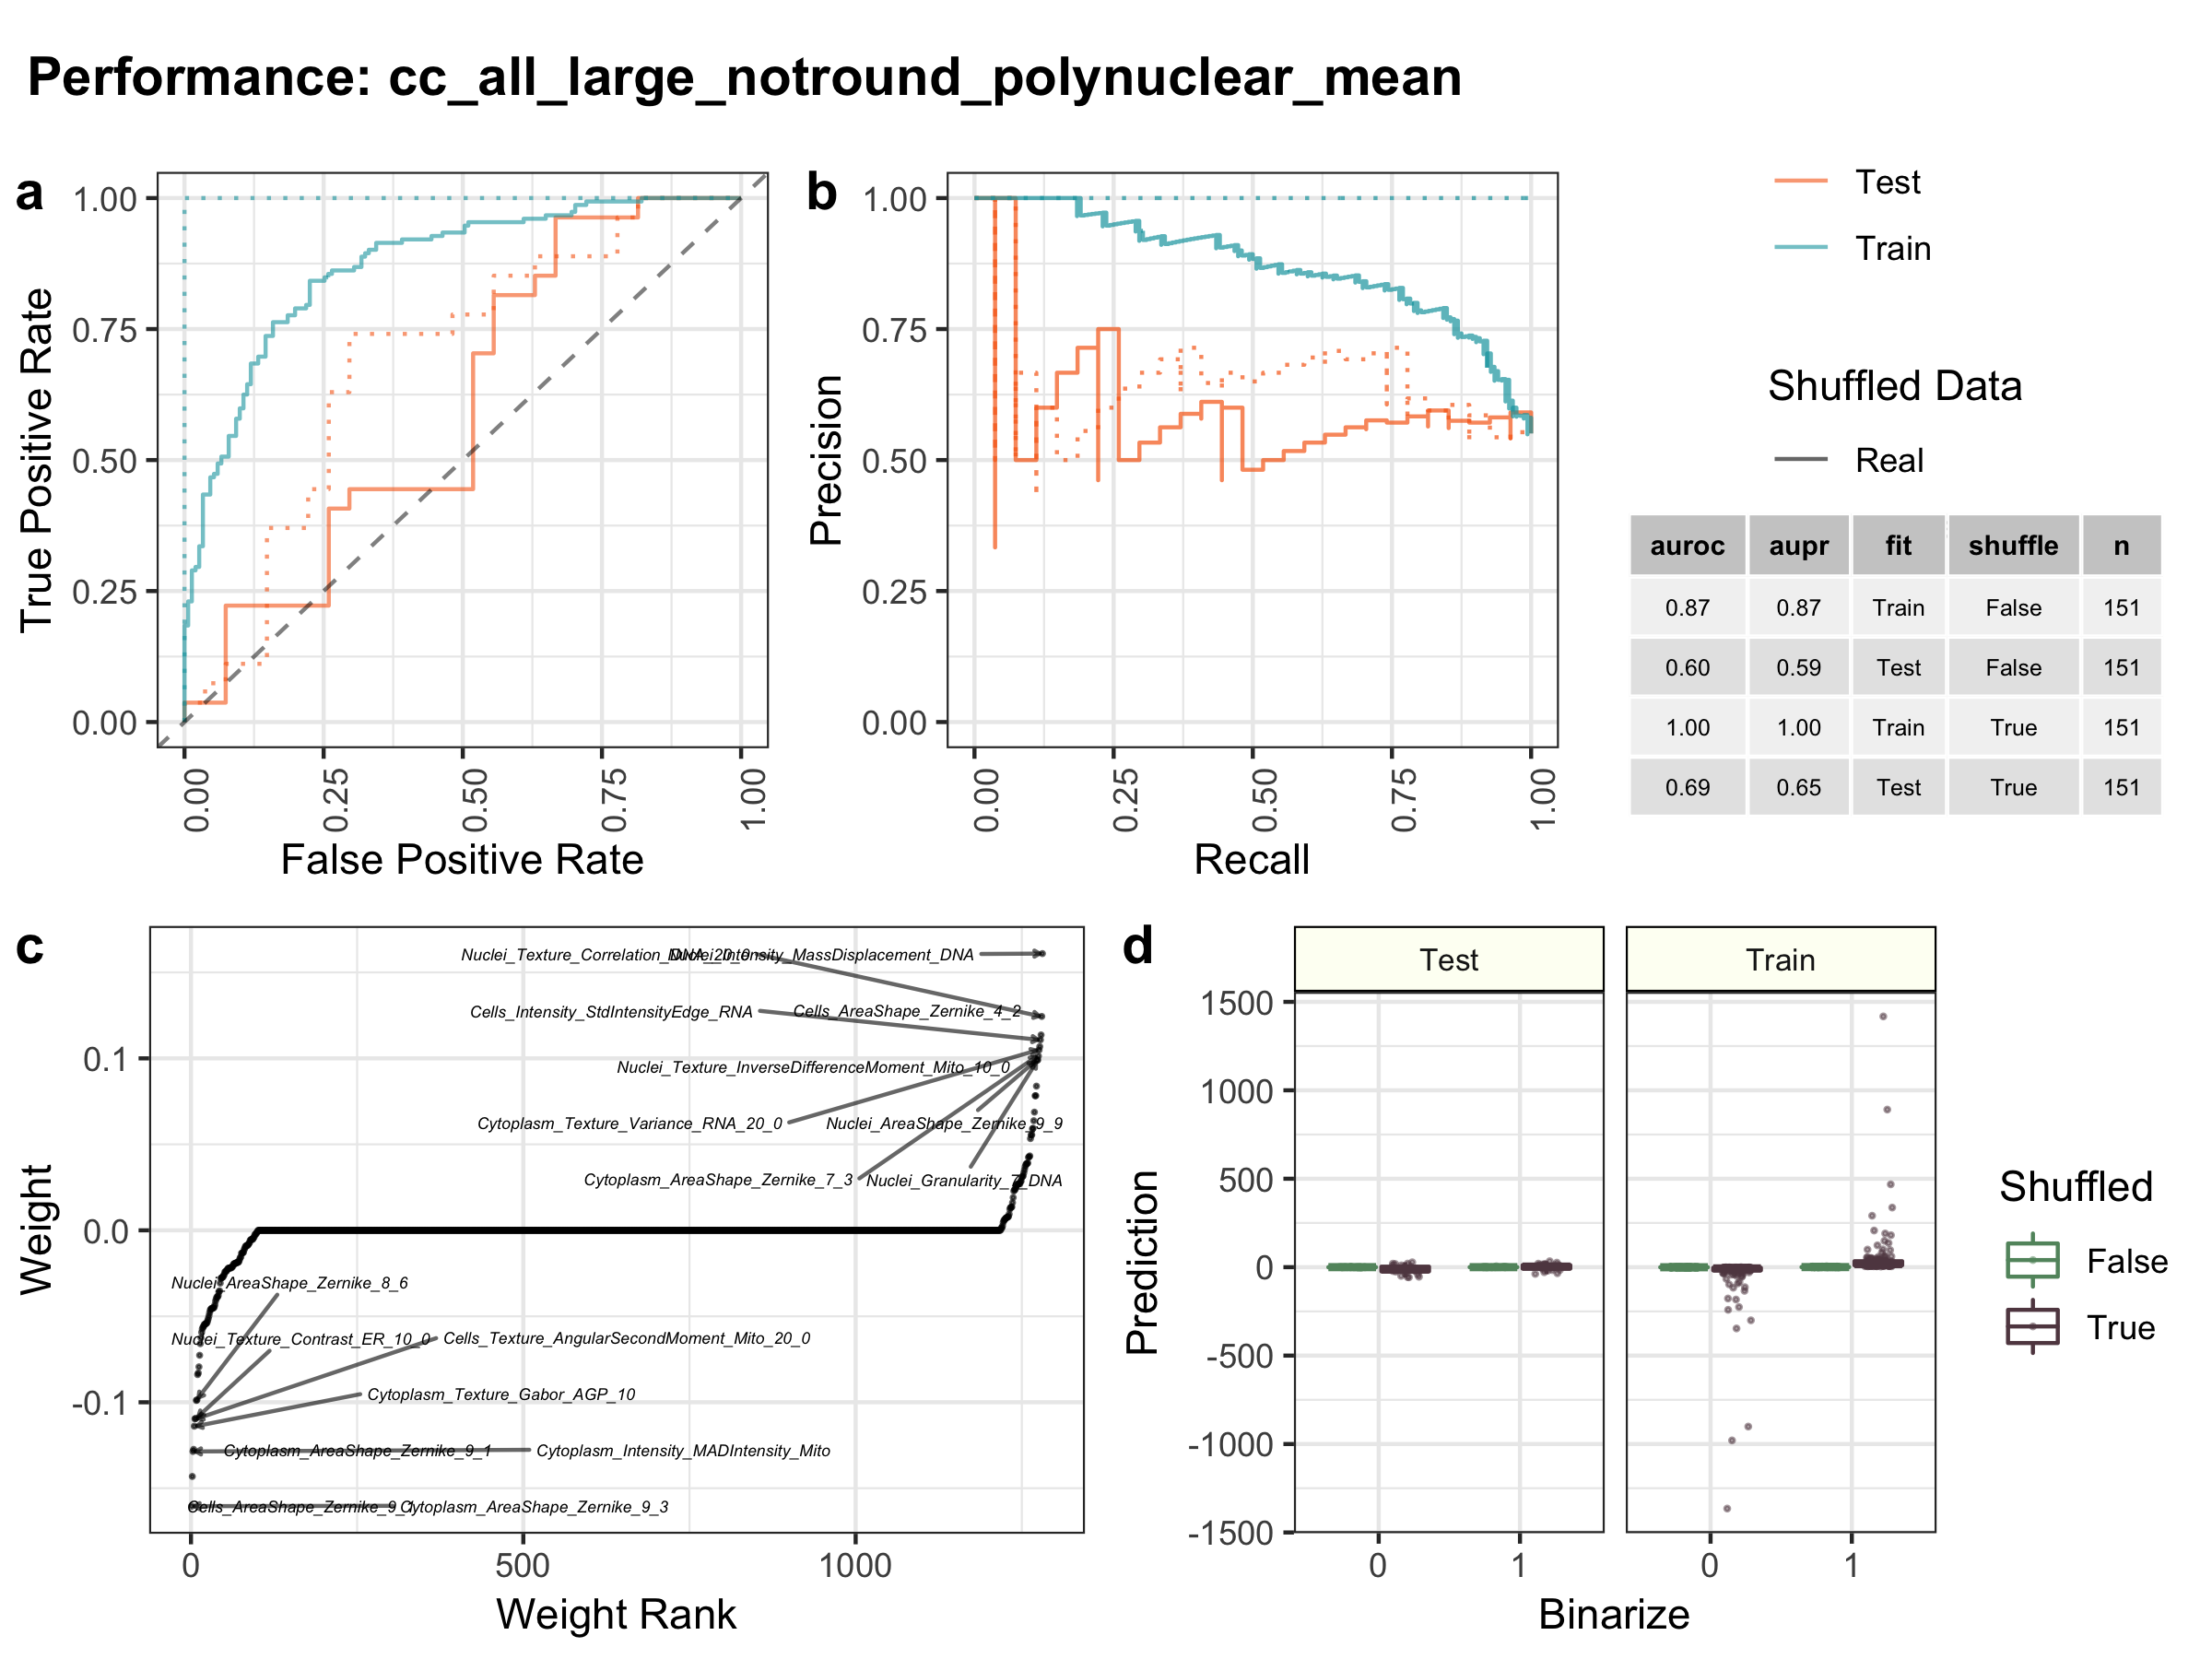 Performance: cc_all_large_notround_polynuclear_mean
a
1.00
0.75
0.50
0.25
0.00
True Positive Rate
0.00
0.25
0.50
0.75
1.00
False Positive Rate
b
1.00
0.75
0.50
0.25
0.00
Precision
0.00
0.25
0.50
0.75
1.00
Recall
Test
Train
Shuffled Data
Real
auroc aupr fit shuffle n
0.87 0.87 Train False 151
0.60 0.59 Test False 151
1.00 1.00 Train True 151
0.69 0.65 Test True 151
c
0.1
0.0
-0.1
Weight
Nuclei_Texture_Correlation_DNA_20_0
Nuclei_Intensity_MassDisplacement_DNA
Cells_Intensity_StdIntensityEdge_RNA
Cells_AreaShape_Zernike_4_2
Nuclei_Texture_InverseDifferenceMoment_Mito_10_0
Cytoplasm_Texture_Variance_RNA_20_0
Nuclei_AreaShape_Zernike_9_9
Cytoplasm_AreaShape_Zernike_7_3
Nuclei_Granularity_7_DNA
Nuclei_AreaShape_Zernike_8_6
Nuclei_Texture_Contrast_ER_10_0
Cells_Texture_AngularSecondMoment_Mito_20_0
Cytoplasm_Texture_Gabor_AGP_10
Cytoplasm_AreaShape_Zernike_9_1
Cytoplasm_Intensity_MADIntensity_Mito
Cells_AreaShape_Zernike_9_1
Cytoplasm_AreaShape_Zernike_9_3
0
500
1000
Weight Rank
d
Test
Train
1500
1000
500
0
-500
-1000
-1500
Prediction
0
1
0
1
Binarize
Shuffled
False
True